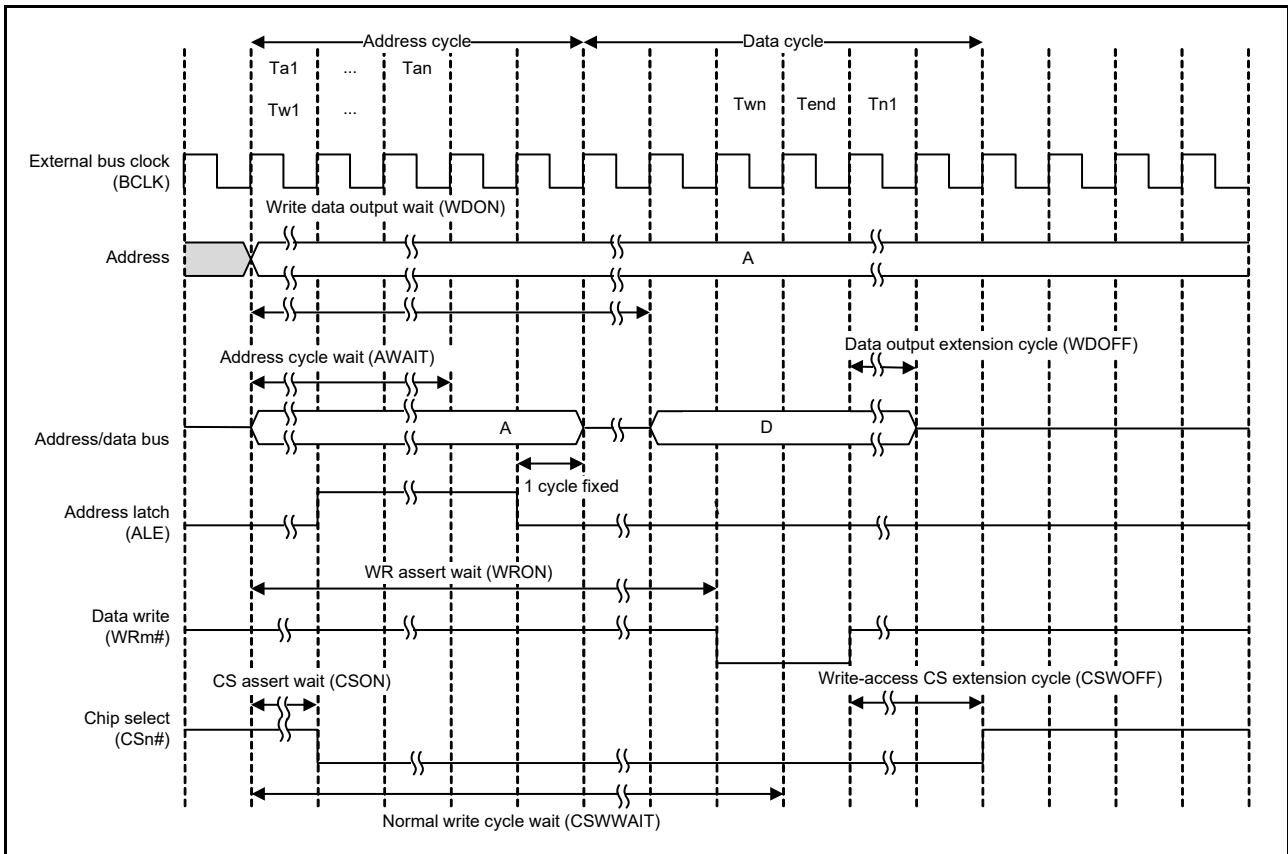 Address cycle Data cycle
Ta1 ... Tan
Twn Tend Tn1
Tw1 ...
External bus clock
(BCLK)
Write data output wait (WDON)
Address
A
Data output extension cycle (WDOFF)
Address cycle wait (AWAIT)
Address/data bus
A D
1 cycle fixed
Address latch
(ALE)
WR assert wait (WRON)
Data write
(WRm#)
CS assert wait (CSON)
Write-access CS extension cycle (CSWOFF)
Chip select
(CSn#)
Normal write cycle wait (CSWWAIT)